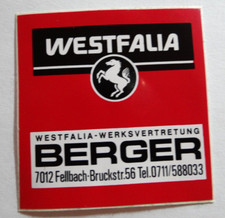 WESTFALIA
WESTFALIA-WERKSVERTRETUNG
BERGER
7012 Fellbach-Bruckstr.56 Tel.0711/588033